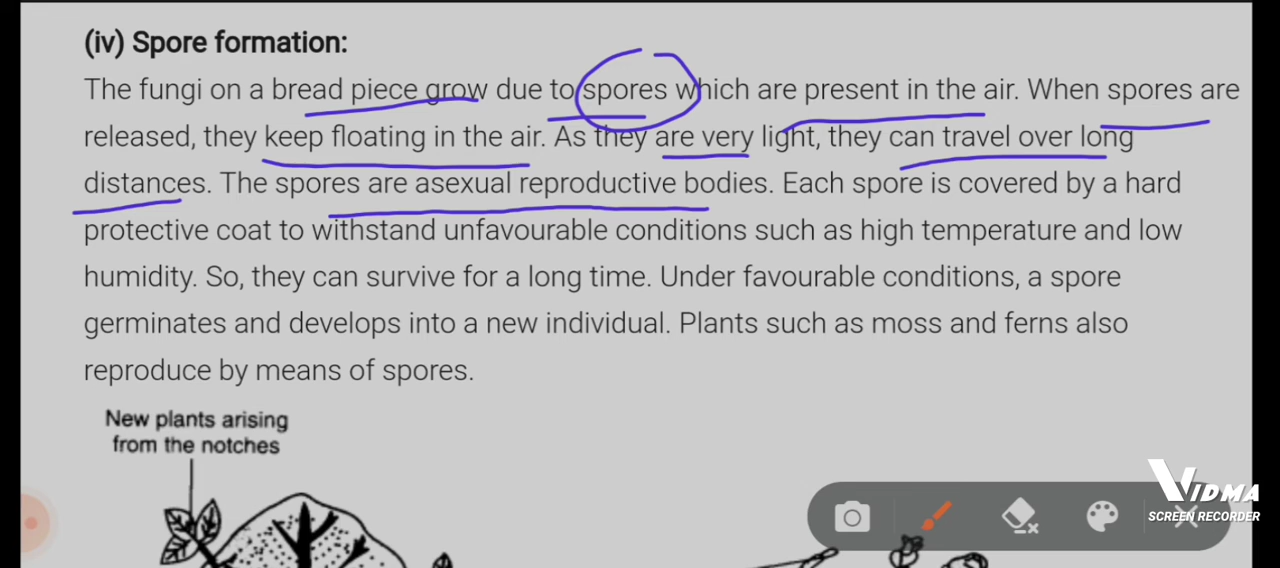 (iv) Spore formation:
The fungi on a bread piece grow due to spores which are present in the air. When spores are
released, they keep floating in the air. As they are very light, they can travel over long
distances. The spores are asexual reproductive bodies. Each spore is covered by a hard
protective coat to withstand unfavourable conditions such as high temperature and low
humidity. So, they can survive for a long time. Under favourable conditions, a spore
germinates and develops into a new individual. Plants such as moss and ferns also
reproduce by means of spores.
New plants arising
from the notches
VIDMA
SCREEN RECORDER